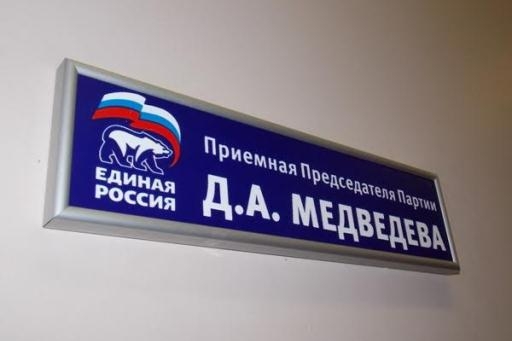 ЕДИНАЯ
РОССИЯ
Приемная Председателя Партии
Д.А. МЕДВЕДЕВА